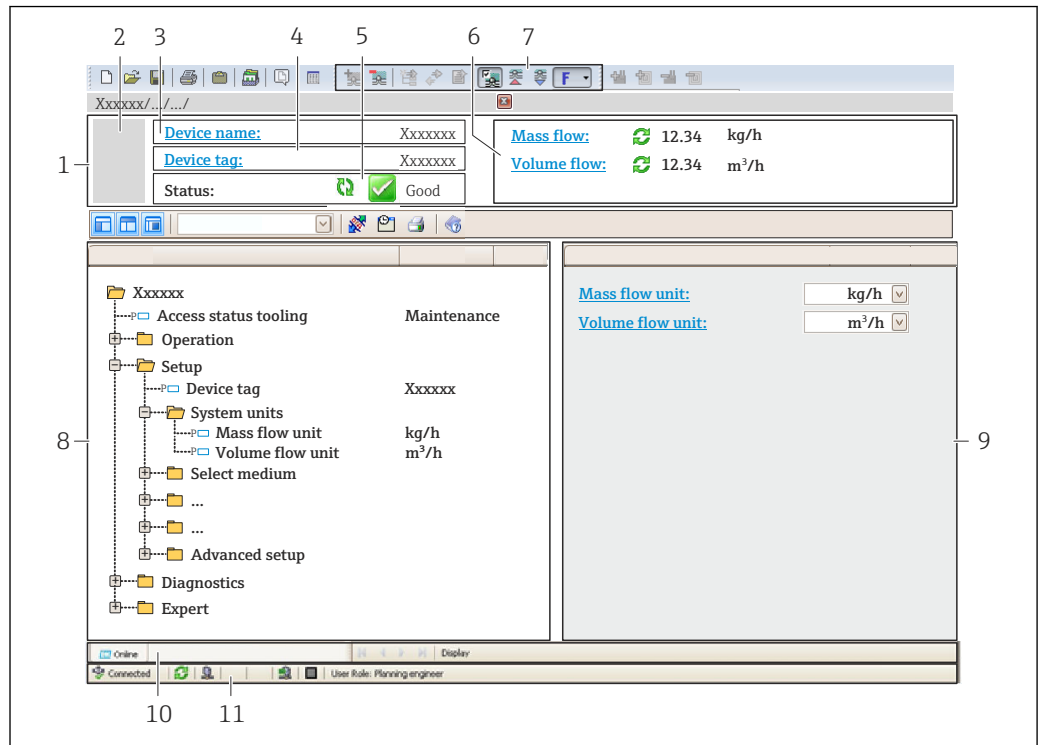 2 3 4 5 6 7
F
Xxxxxx/.../.../
1
Device name: Xxxxxxx
Device tag: Xxxxxxx
Status: Good
Mass flow: 12.34 kg/h
Volume flow: 12.34 m³/h
Xxxxxx
P Access status tooling Maintenance
Operation
Setup
P Device tag Xxxxxx
System units
P Mass flow unit kg/h
P Volume flow unit m³/h
Select medium
...
...
Advanced setup
Diagnostics
Expert
8
Mass flow unit: kg/h
Volume flow unit: m³/h
9
Online Display
Connected User Role: Planning engineer
10 11